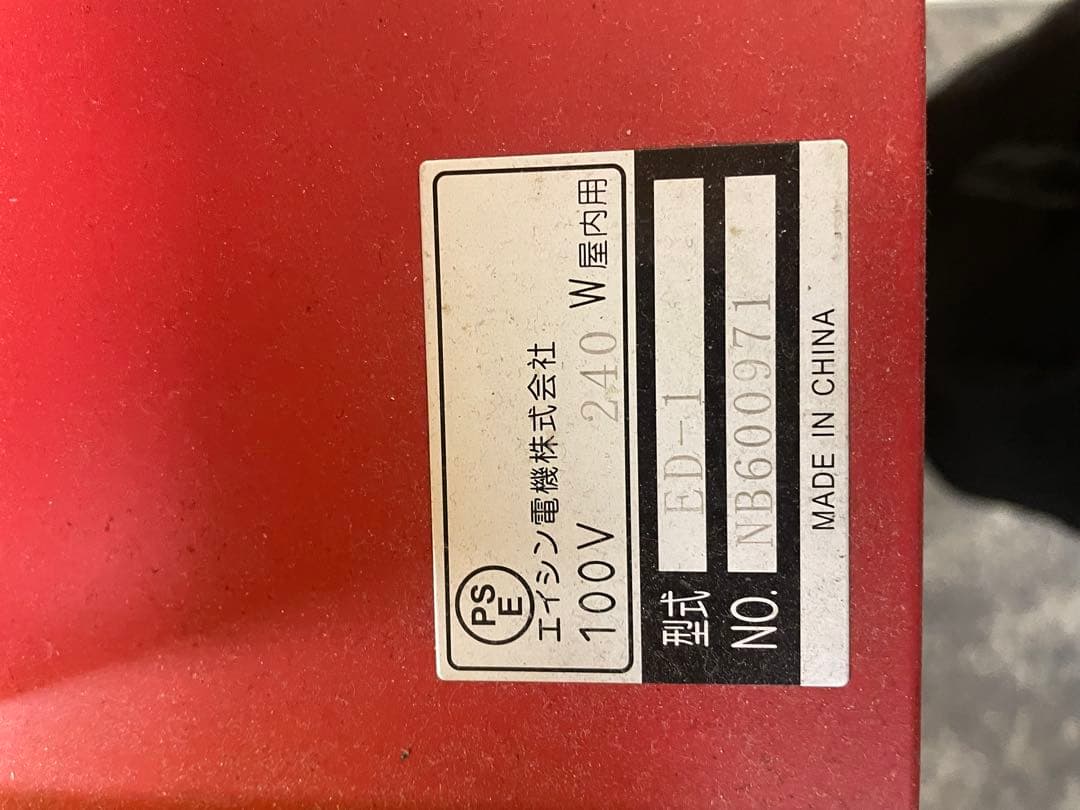 PS
E
エイシン電機株式会社
100V 240 W 屋内用
型式 ED-1
NO. NB600971
MADE IN CHINA